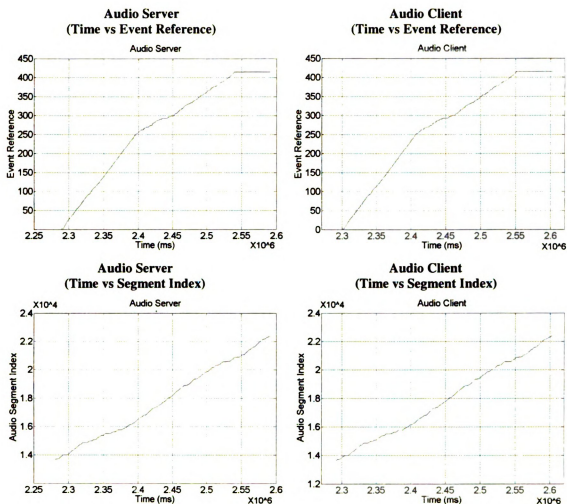 Audio Server
(Time vs Event Reference)
Audio Server
450
400
350
300
250
200
150
100
50
Event Reference
2.25 2.3 2.35 2.4 2.45 2.5 2.55 2.6
Time (ms)
X10^6
Audio Client
(Time vs Event Reference)
Audio Client
450
400
350
300
250
200
150
100
50
0
Event Reference
2.3 2.35 2.4 2.45 2.5 2.55 2.6
Time (ms)
X10^6
Audio Server
(Time vs Segment Index)
X10^4
Audio Server
2.4
2.2
2
1.8
1.6
1.4
Audio Segment Index
2.25 2.3 2.35 2.4 2.45 2.5 2.55 2.6
Time (ms)
X10^6
Audio Client
(Time vs Segment Index)
X10^4
Audio Client
2.4
2.2
2
1.8
1.6
1.4
1.2
Audio Segment Index
2.3 2.35 2.4 2.45 2.5 2.55 2.6
Time (ms)
X10^6